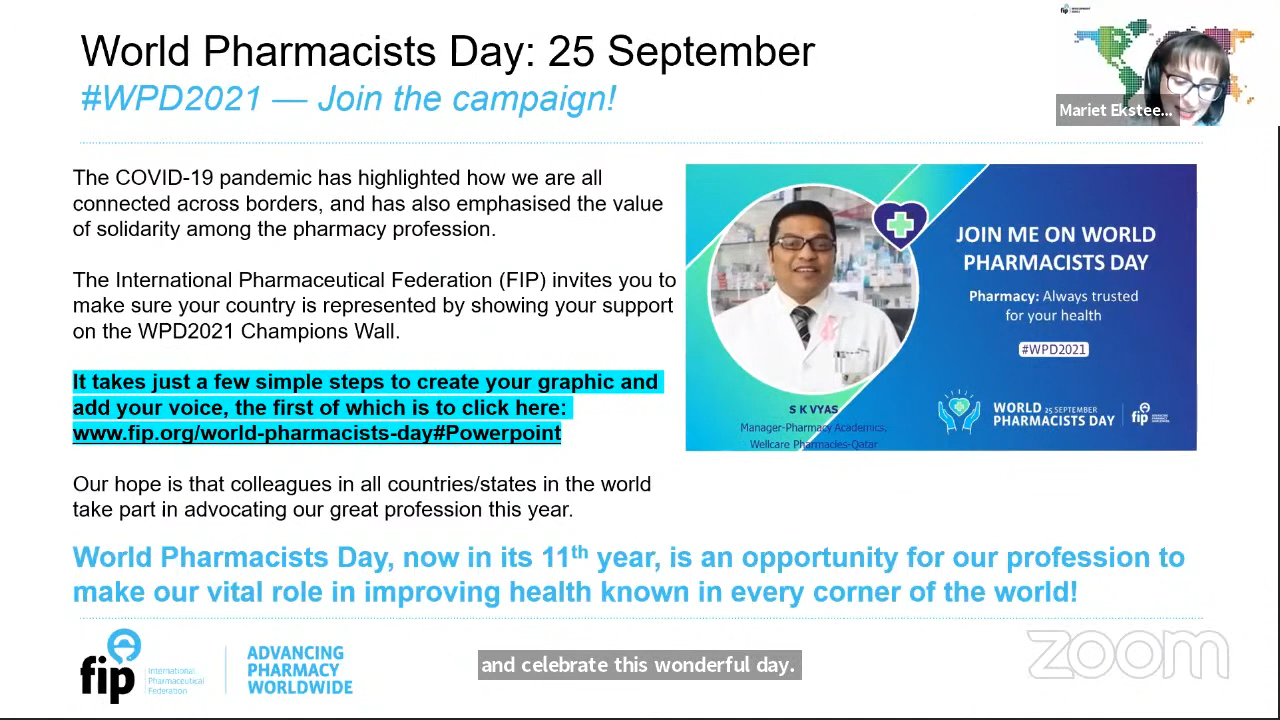 World Pharmacists Day: 25 September
#WPD2021 — Join the campaign!
fip
Mariet Ekstee...
The COVID-19 pandemic has highlighted how we are all
connected across borders, and has also emphasised the value
of solidarity among the pharmacy profession.
The International Pharmaceutical Federation (FIP) invites you to
make sure your country is represented by showing your support
on the WPD2021 Champions Wall.
It takes just a few simple steps to create your graphic and
add your voice, the first of which is to click here:
www.fip.org/world-pharmacists-day#Powerpoint
Our hope is that colleagues in all countries/states in the world
take part in advocating our great profession this year.
JOIN ME ON WORLD
PHARMACISTS DAY
Pharmacy: Always trusted
for your health
#WPD2021
S K VYAS
Manager-Pharmacy Academics,
Wellcare Pharmacies-Qatar
WORLD 25 SEPTEMBER
PHARMACISTS DAY
fip
World Pharmacists Day, now in its 11th year, is an opportunity for our profession to
make our vital role in improving health known in every corner of the world!
fip
International
Pharmaceutical
Federation
ADVANCING
PHARMACY
WORLDWIDE
and celebrate this wonderful day.
zoom